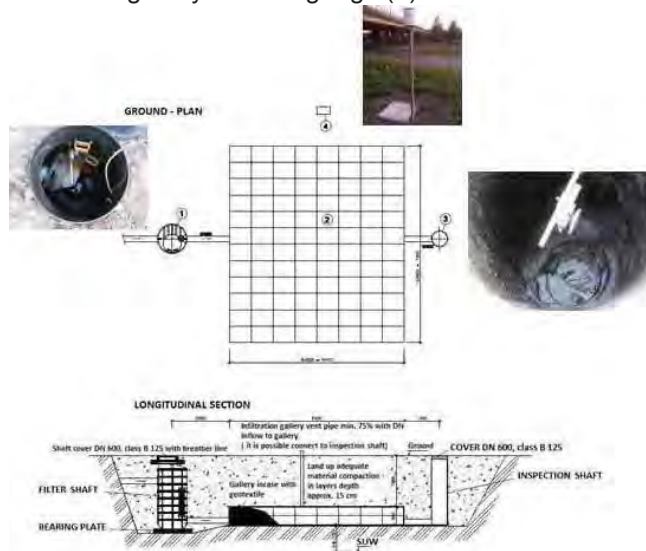 GROUND - PLAN
4
1
2
3
LONGITUDINAL SECTION
Infiltration gallery vent pipe min. 75% with DN
Inflow to gallery
( it is possible connect to inspection shaft)
Shaft cover DN 600, class B 125 with breather line
Ground
COVER DN 600, class B 125
FILTER SHAFT
Gallery incase with
geotextile
Land up adequate
material compaction
in layers depth
approx. 15 cm
INSPECTION SHAFT
BEARING PLATE
SUW